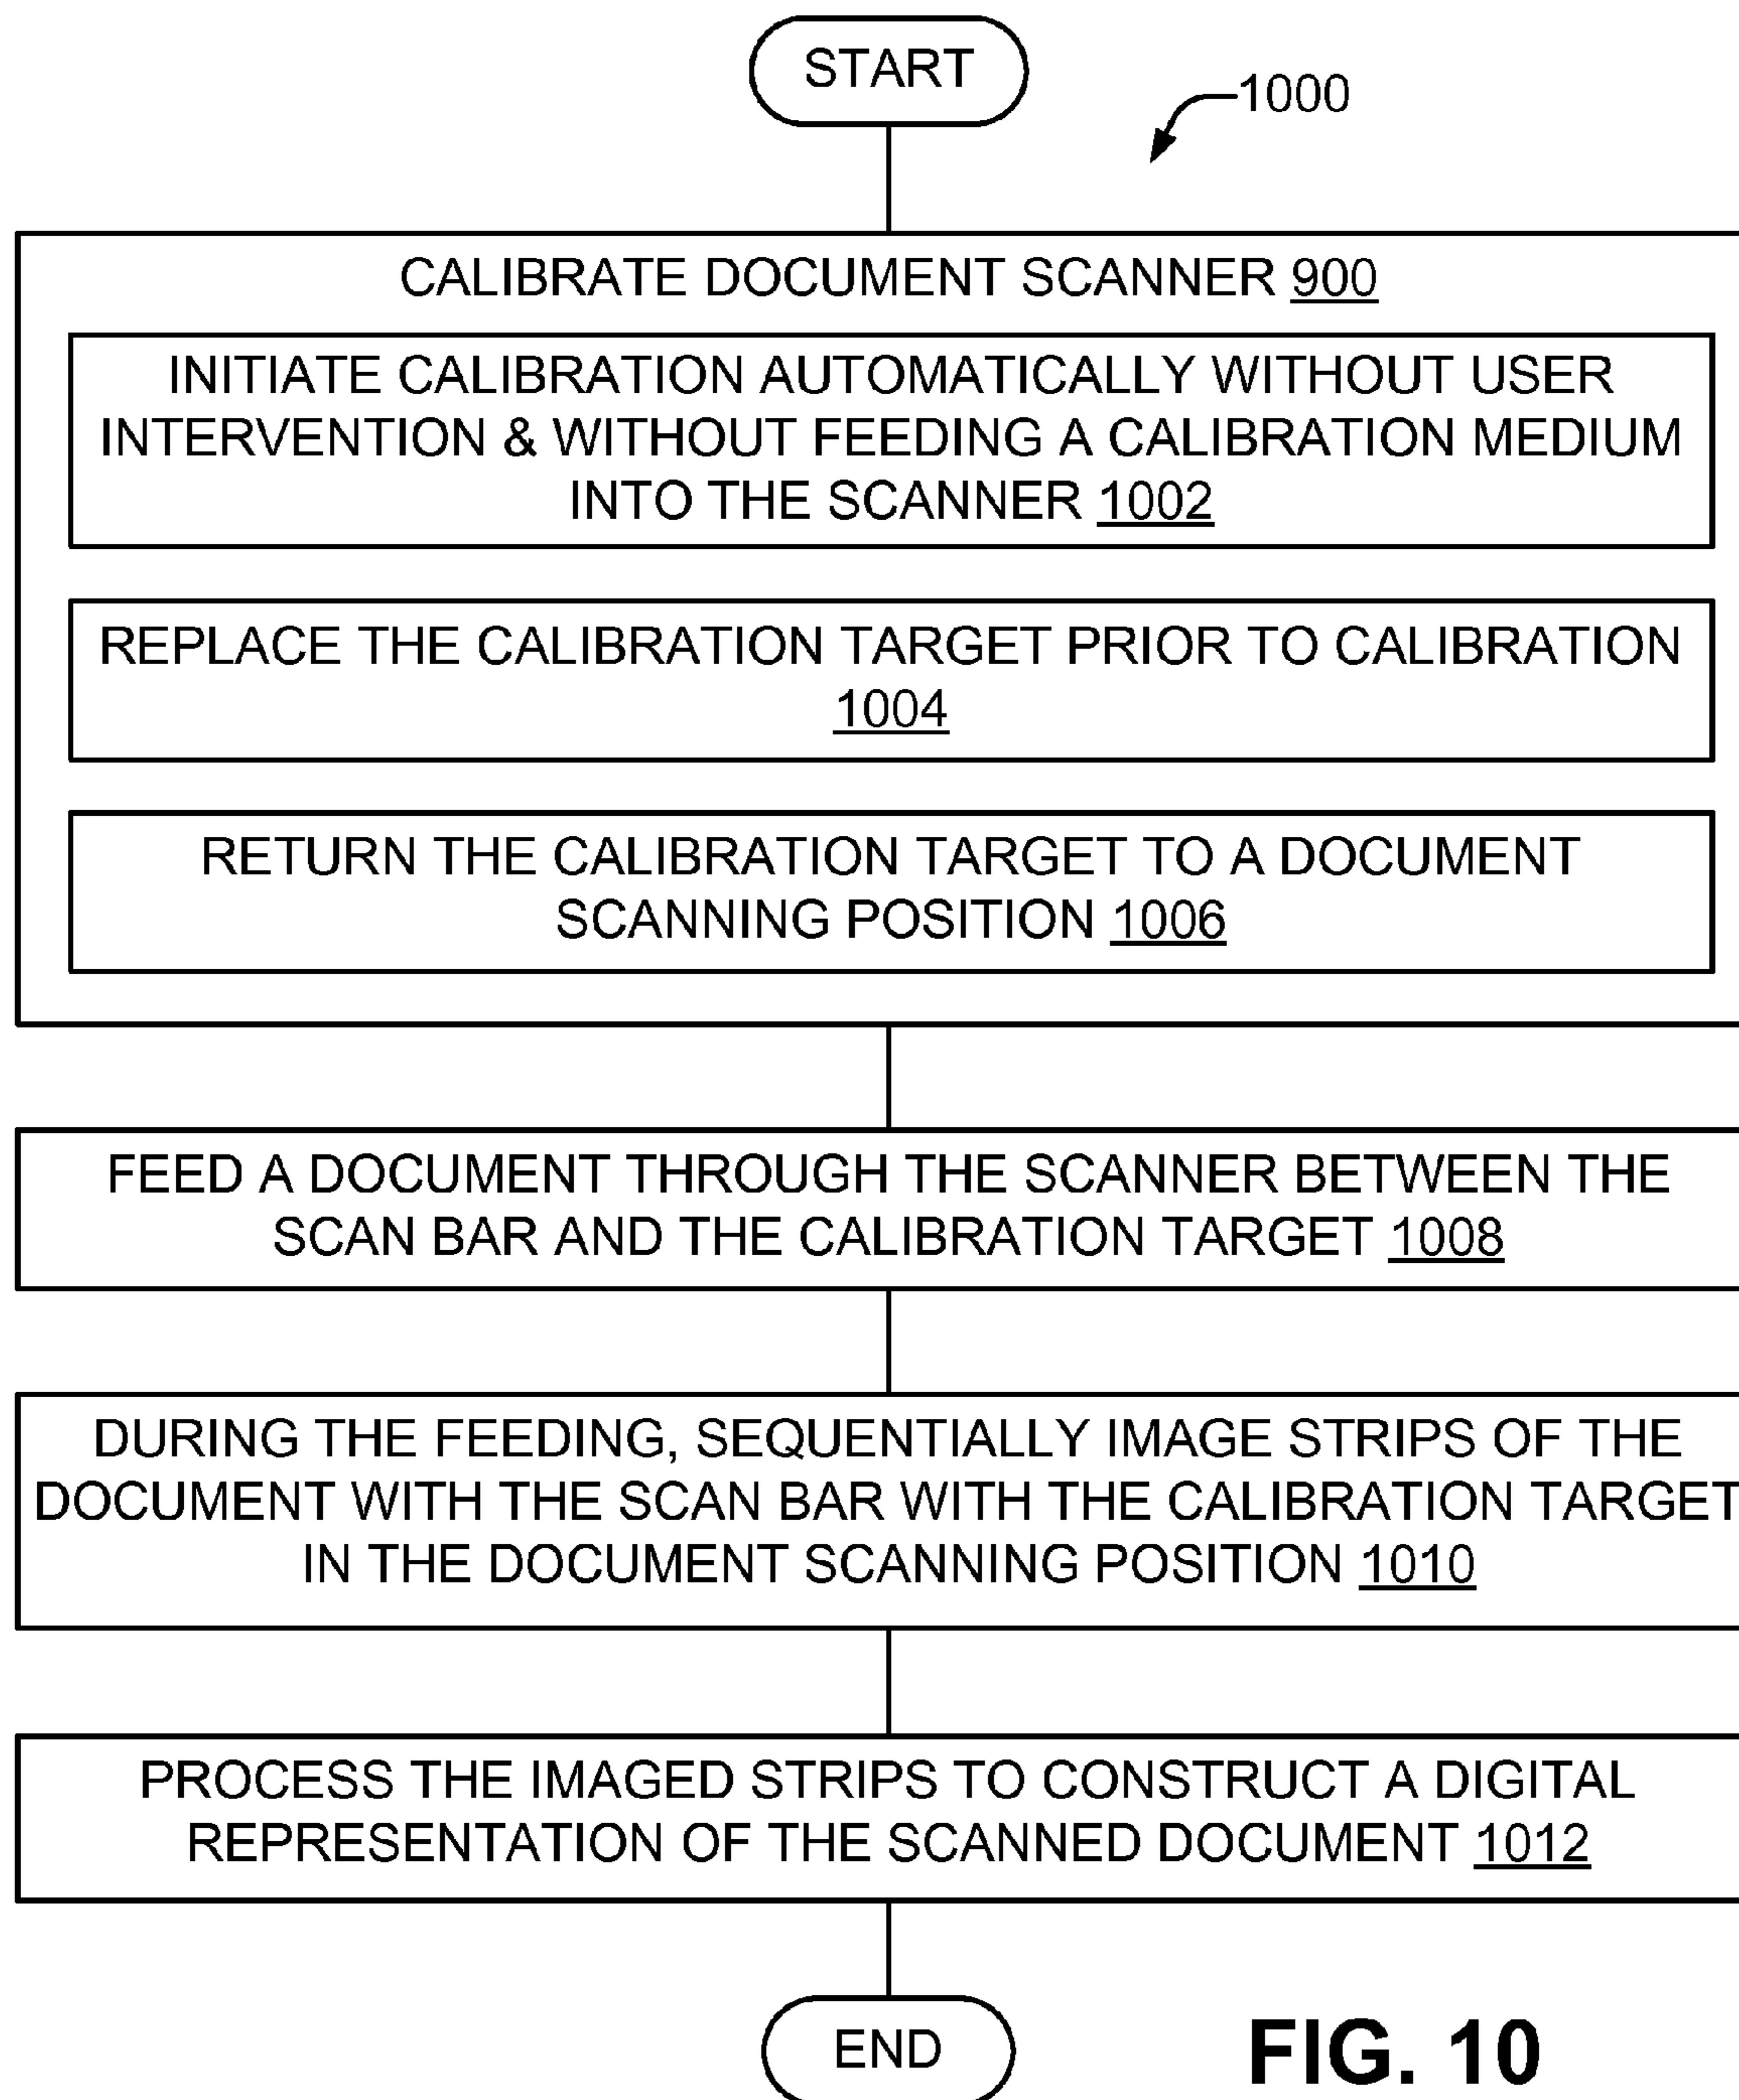 START
1000
CALIBRATE DOCUMENT SCANNER 900
INITIATE CALIBRATION AUTOMATICALLY WITHOUT USER
INTERVENTION & WITHOUT FEEDING A CALIBRATION MEDIUM
INTO THE SCANNER 1002
REPLACE THE CALIBRATION TARGET PRIOR TO CALIBRATION
1004
RETURN THE CALIBRATION TARGET TO A DOCUMENT
SCANNING POSITION 1006
FEED A DOCUMENT THROUGH THE SCANNER BETWEEN THE
SCAN BAR AND THE CALIBRATION TARGET 1008
DURING THE FEEDING, SEQUENTIALLY IMAGE STRIPS OF THE
DOCUMENT WITH THE SCAN BAR WITH THE CALIBRATION TARGET
IN THE DOCUMENT SCANNING POSITION 1010
PROCESS THE IMAGED STRIPS TO CONSTRUCT A DIGITAL
REPRESENTATION OF THE SCANNED DOCUMENT 1012
END
FIG. 10